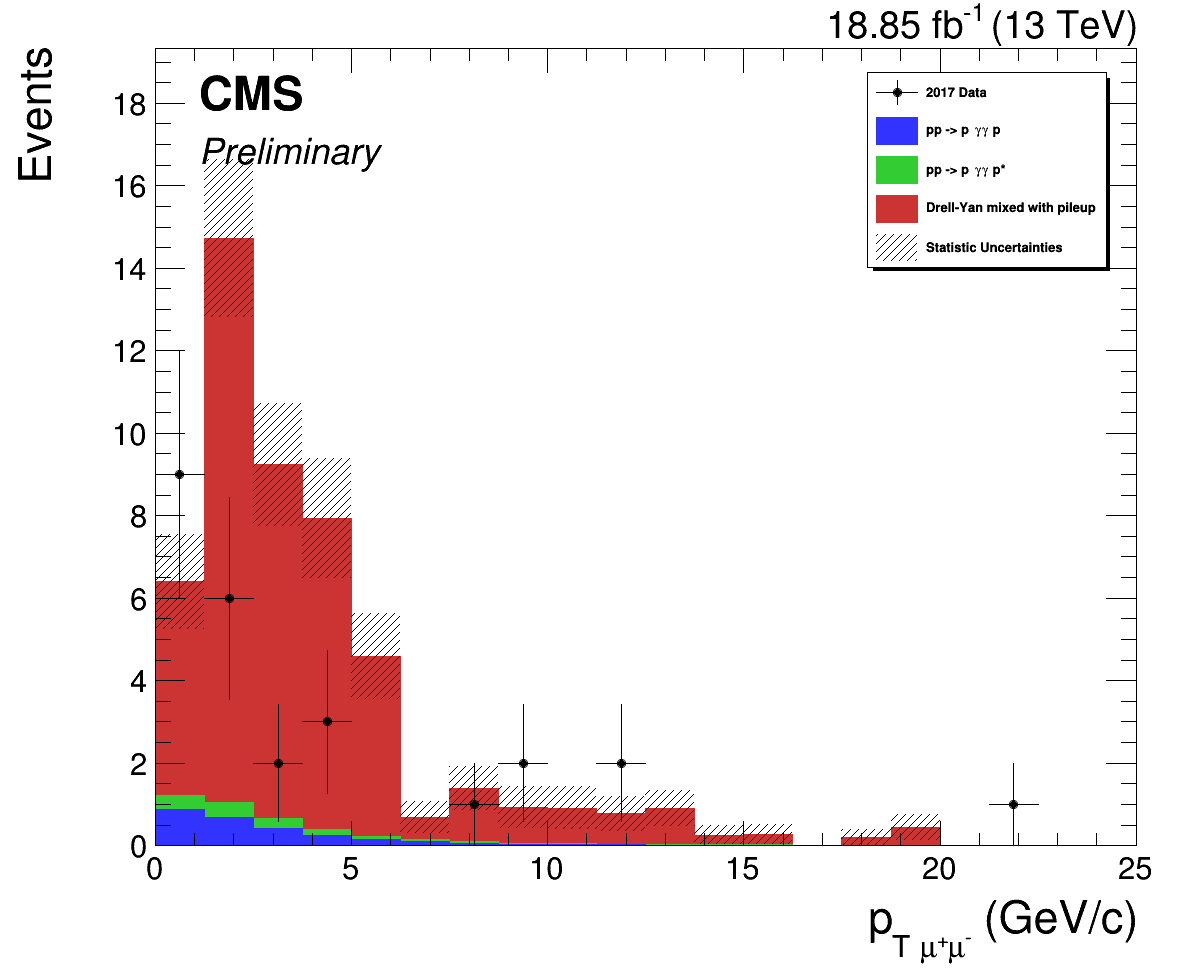 18.85 fb⁻¹ (13 TeV)
Events
CMS
Preliminary
2017 Data
pp -> p γγ p
pp -> p γγ p*
Drell-Yan mixed with pileup
Statistic Uncertainties
18
16
14
12
10
8
6
4
2
0
0 5 10 15 20 25
p_T μ⁺μ⁻ (GeV/c)